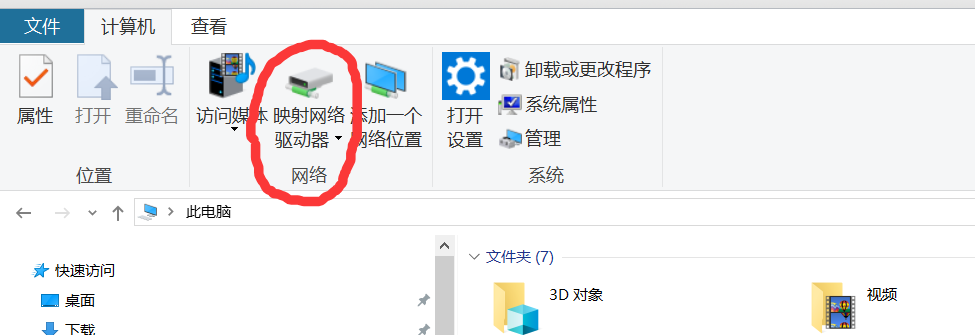 文件 计算机 查看
属性 打开 重命名 访问媒体 映射网络 添加一个 打开 卸载或更改程序
驱动器 网络位置 设置 系统属性
管理
位置 网络 系统
此电脑
快速访问 文件夹 (7)
桌面 3D 对象 视频
下载